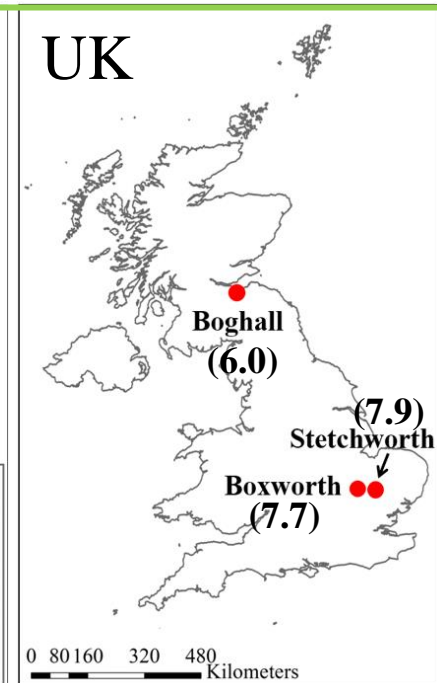 UK
Boghall
(6.0)
(7.9)
Stetchworth
Boxworth
(7.7)
0 80 160 320 480
Kilometers